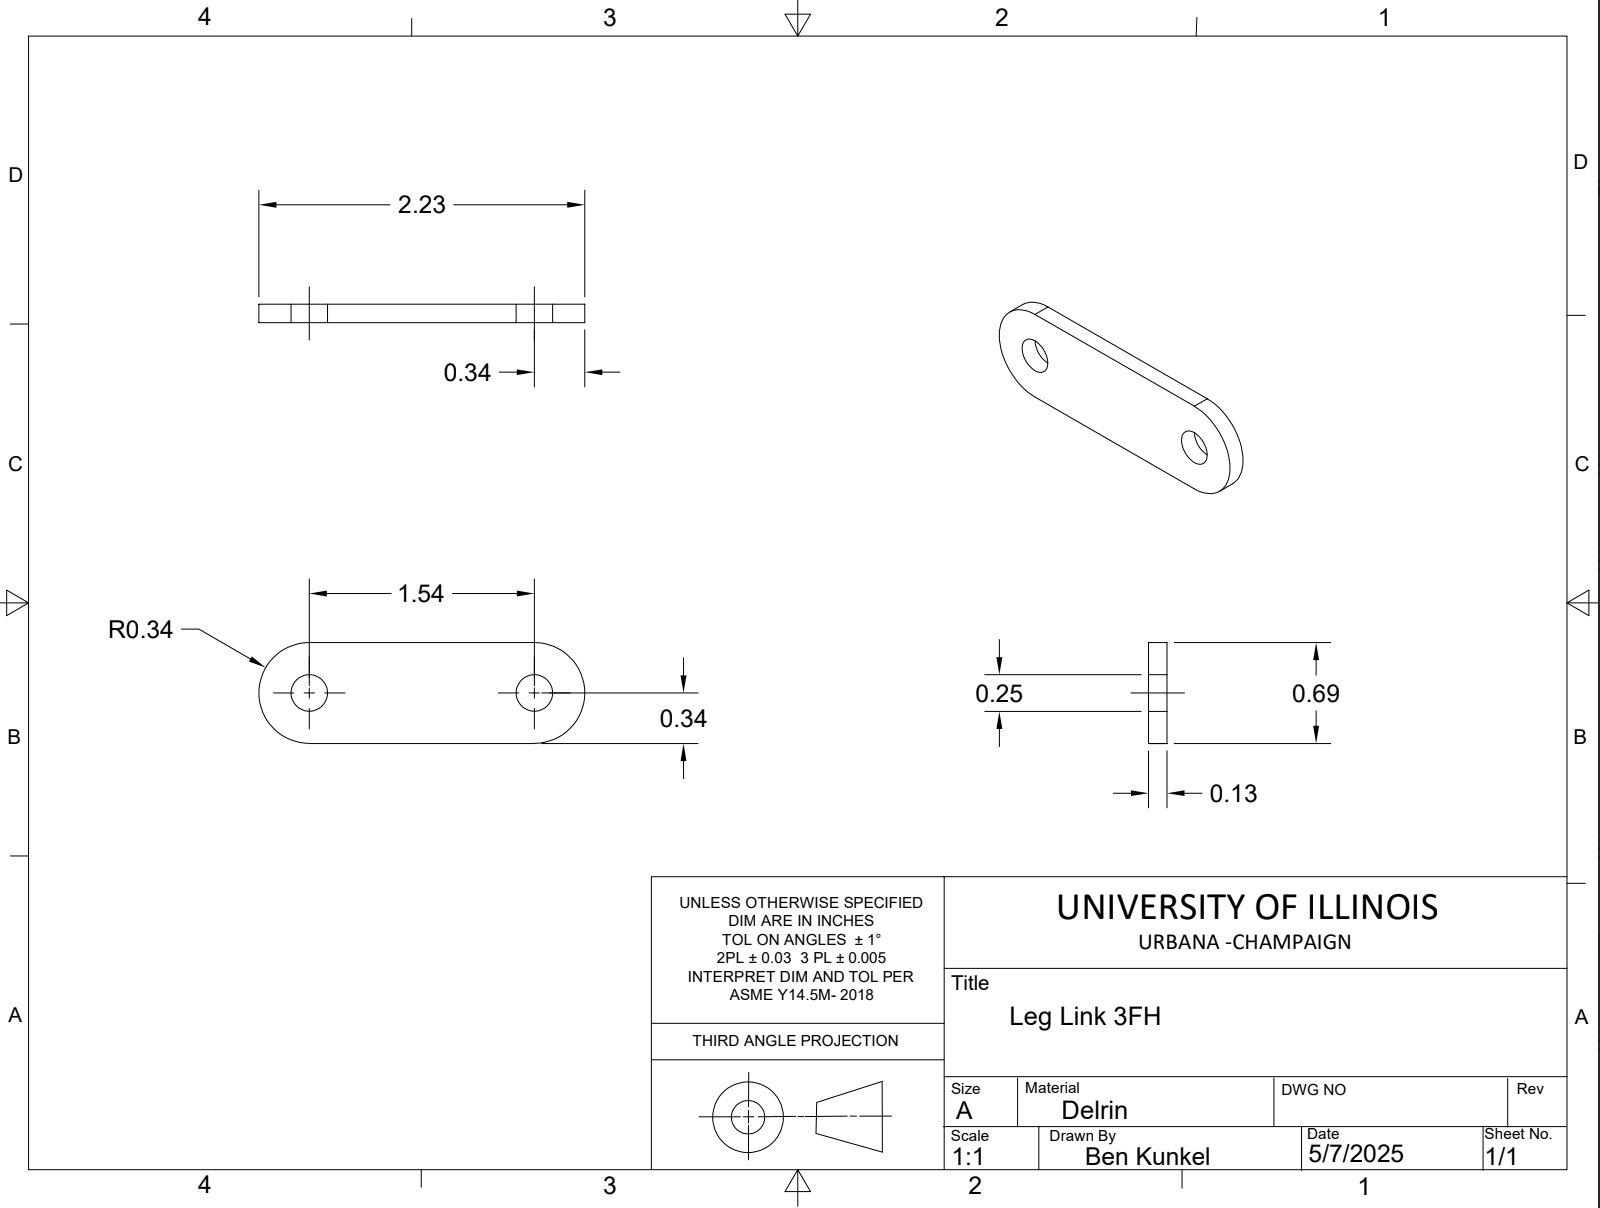 4 3 2 1
D D
2.23
0.34
C C
1.54
R0.34
0.34
0.25 0.69
B B
0.13
UNLESS OTHERWISE SPECIFIED
DIM ARE IN INCHES
TOL ON ANGLES ± 1°
2PL ± 0.03 3 PL ± 0.005
INTERPRET DIM AND TOL PER
ASME Y14.5M- 2018
THIRD ANGLE PROJECTION
UNIVERSITY OF ILLINOIS
URBANA -CHAMPAIGN
Title
Leg Link 3FH
A A
Size Material DWG NO Rev
A Delrin
Scale Drawn By Date Sheet No.
1:1 Ben Kunkel 5/7/2025 1/1
4 3 2 1